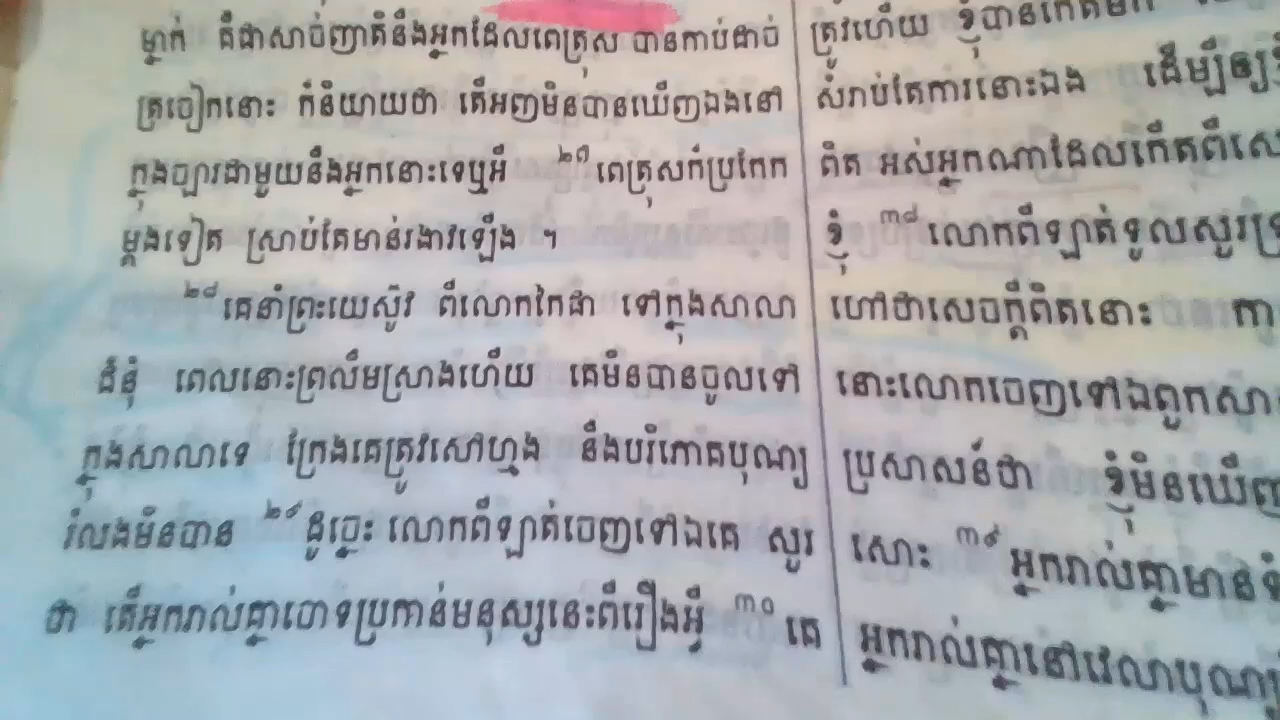 ម្នាក់ គឺជាសាច់ញាតិនឹងអ្នកដែលពេត្រុស បានកាប់ដាច់
ត្រចៀកនោះ ក៏និយាយថា តើអញមិនបានឃើញឯងនៅ
ក្នុងច្បារជាមួយនឹងអ្នកនោះទេឬអី ២៧ ពេត្រុសក៏ប្រកែក
ម្តងទៀត ស្រាប់តែមាន់រងាវឡើង ។
២៨ គេនាំព្រះយេស៊ូវ ពីលោកកៃផា ទៅក្នុងសាលា
ជំនុំ ពេលនោះព្រលឹមស្រាងហើយ គេមិនបានចូលទៅ
ក្នុងសាលាទេ ក្រែងគេត្រូវសៅហ្មង នឹងបរិភោគបុណ្យ
រំលងមិនបាន ២៩ ដូច្នេះ លោកពីឡាត់ចេញទៅឯគេ សួរ
ថា តើអ្នករាល់គ្នាចោទប្រកាន់មនុស្សនេះពីរឿងអ្វី ៣០ គេ
ត្រូវហើយ ខ្ញុំបានកើតមក
សំរាប់តែការនោះឯង ដើម្បីឲ្យ
ពិត អស់អ្នកណាដែលកើតពី
ខ្ញុំ ៣៨ លោកពីឡាត់ទូលសួរ
ហៅថាសេចក្តីពិតនោះ
នោះលោកចេញទៅឯពួក
ប្រសាសន៍ថា ខ្ញុំមិនឃើញ
សោះ ៣៩ អ្នករាល់គ្នាមាន
អ្នករាល់គ្នានៅវេលាបុណ្យ